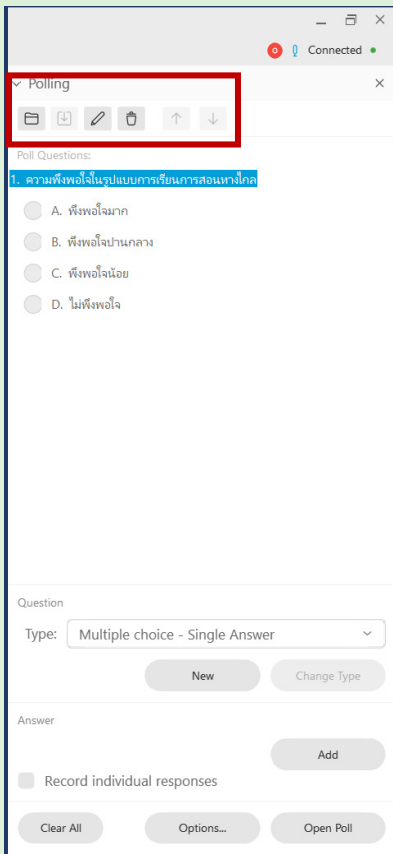 Connected
Polling
Poll Questions:
1. ความพึงพอใจในรูปแบบการเรียนการสอนทางไกล
A. พึงพอใจมาก
B. พึงพอใจปานกลาง
C. พึงพอใจน้อย
D. ไม่พึงพอใจ
Question
Type: Multiple choice - Single Answer
New Change Type
Answer
Add
Record individual responses
Clear All Options... Open Poll